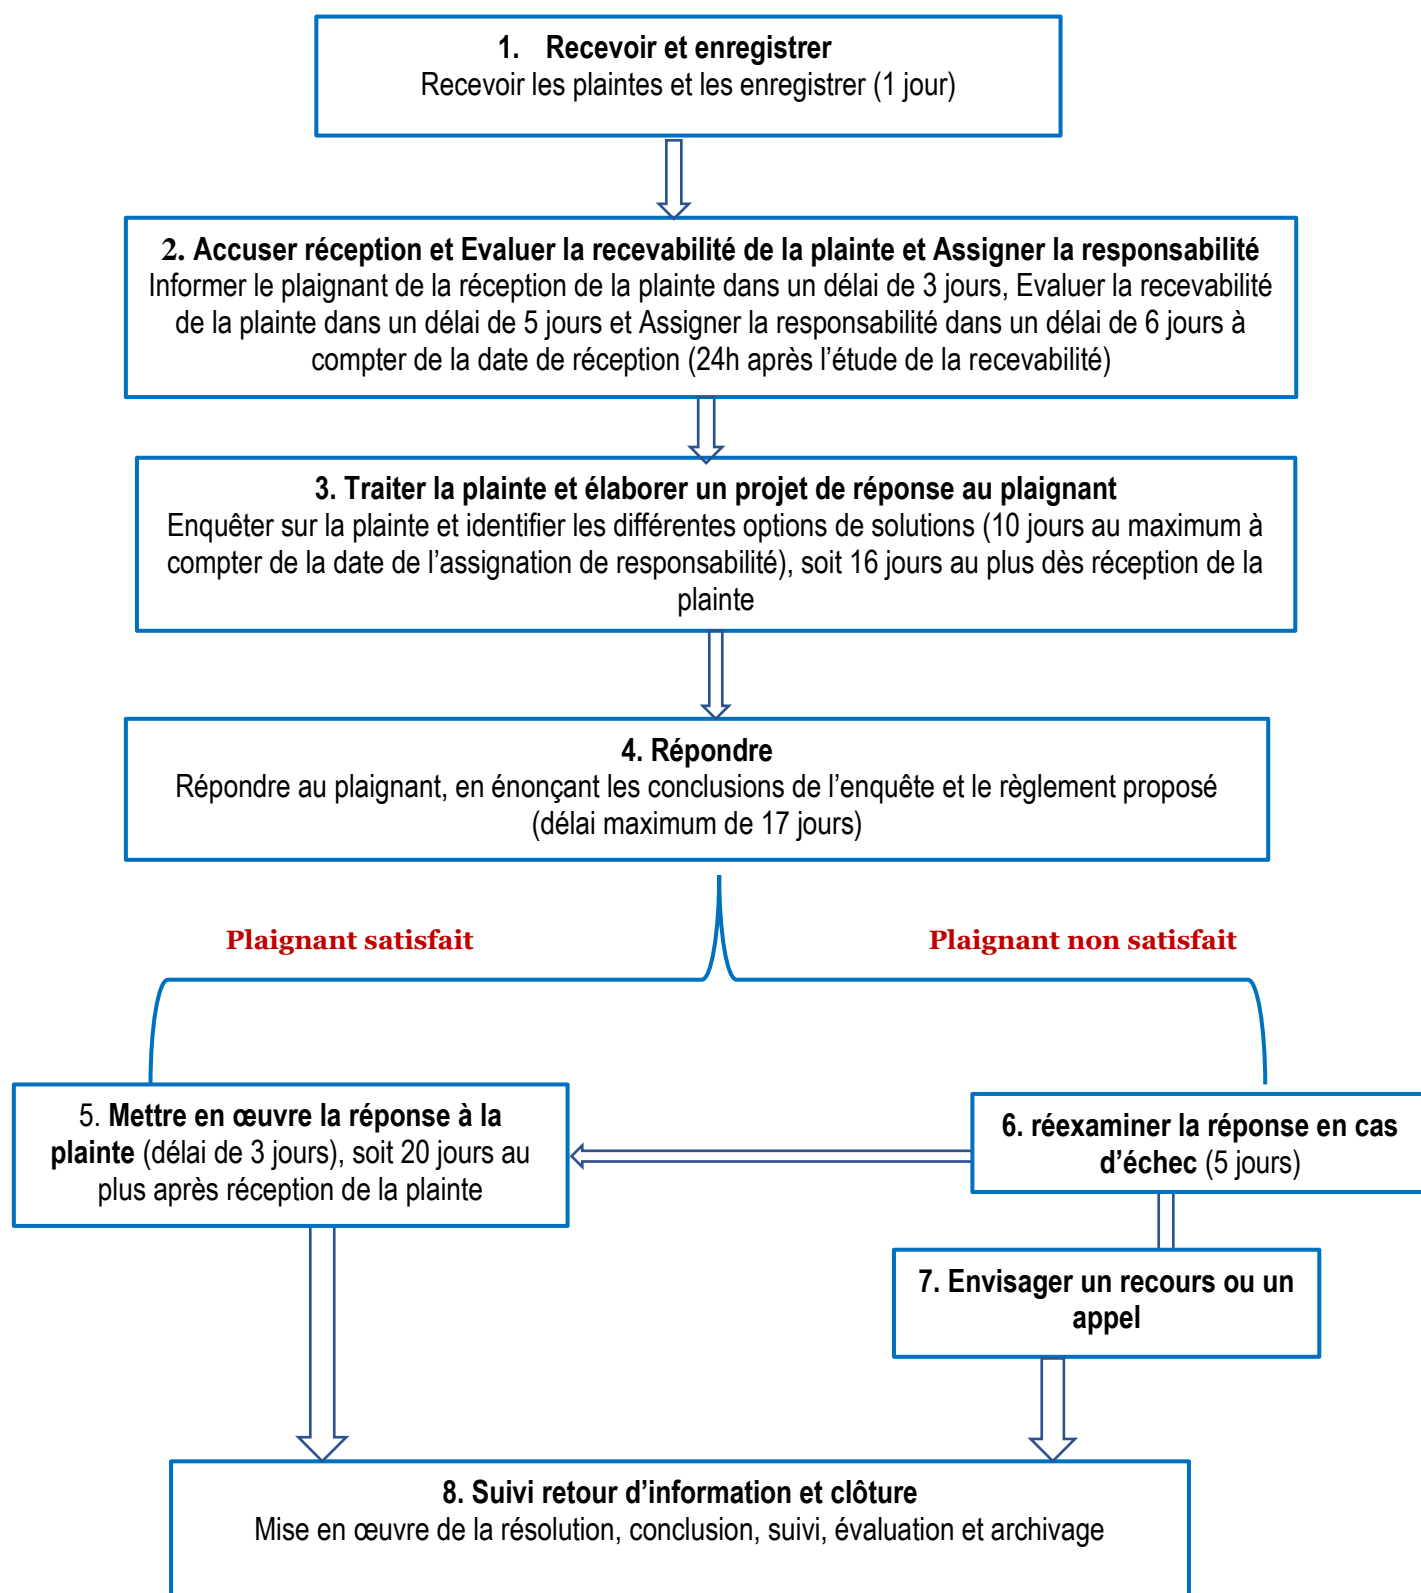 1. Recevoir et enregistrer
Recevoir les plaintes et les enregistrer (1 jour)
2. Accuser réception et Evaluer la recevabilité de la plainte et Assigner la responsabilité
Informer le plaignant de la réception de la plainte dans un délai de 3 jours, Evaluer la recevabilité
de la plainte dans un délai de 5 jours et Assigner la responsabilité dans un délai de 6 jours à
compter de la date de réception (24h après l’étude de la recevabilité)
3. Traiter la plainte et élaborer un projet de réponse au plaignant
Enquêter sur la plainte et identifier les différentes options de solutions (10 jours au maximum à
compter de la date de l’assignation de responsabilité), soit 16 jours au plus dès réception de la
plainte
4. Répondre
Répondre au plaignant, en énonçant les conclusions de l’enquête et le règlement proposé
(délai maximum de 17 jours)
Plaignant satisfait
Plaignant non satisfait
5. Mettre en œuvre la réponse à la
plainte (délai de 3 jours), soit 20 jours au
plus après réception de la plainte
6. réexaminer la réponse en cas
d’échec (5 jours)
7. Envisager un recours ou un
appel
8. Suivi retour d’information et clôture
Mise en œuvre de la résolution, conclusion, suivi, évaluation et archivage